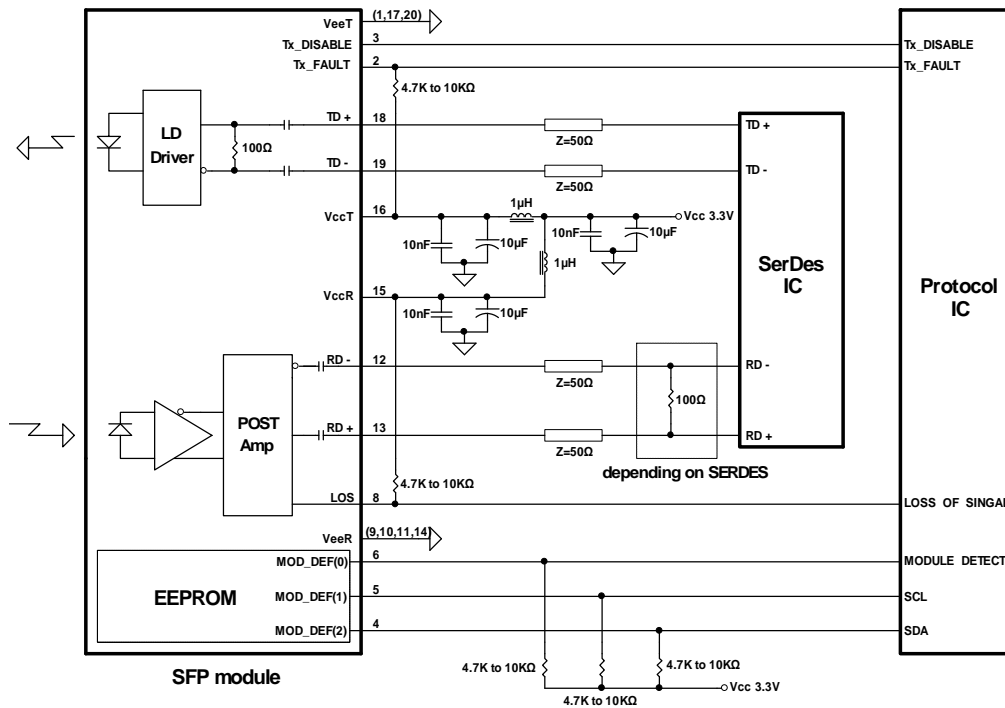 VeeT (1,17,20)
Tx_DISABLE 3 Tx_DISABLE
Tx_FAULT 2 Tx_FAULT
4.7K to 10KΩ
LD
Driver
100Ω
TD + 18 Z=50Ω TD +
TD - 19 Z=50Ω TD -
1µH
VccT 16 Vcc 3.3V
10nF 10µF 10nF 10µF
1µH
SerDes
IC
Protocol
IC
VccR 15
10nF 10µF
RD - 12 Z=50Ω RD -
100Ω
POST
Amp
RD + 13 Z=50Ω RD +
depending on SERDES
4.7K to 10KΩ
LOS 8 LOSS OF SINGAL
VeeR (9,10,11,14)
EEPROM
MOD_DEF(0) 6 MODULE DETECT
MOD_DEF(1) 5 SCL
MOD_DEF(2) 4 SDA
4.7K to 10KΩ 4.7K to 10KΩ
4.7K to 10KΩ
Vcc 3.3V
SFP module